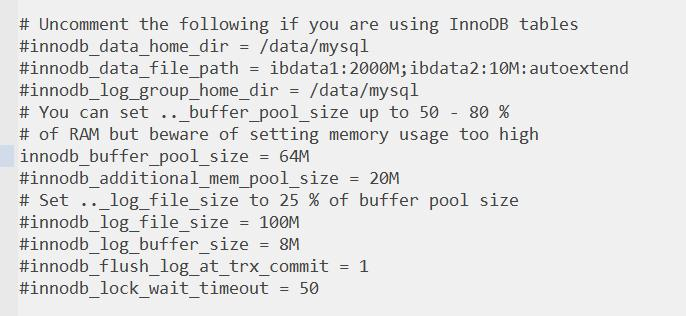 # Uncomment the following if you are using InnoDB tables
#innodb_data_home_dir = /data/mysql
#innodb_data_file_path = ibdata1:2000M;ibdata2:10M:autoextend
#innodb_log_group_home_dir = /data/mysql
# You can set .._buffer_pool_size up to 50 - 80 %
# of RAM but beware of setting memory usage too high
innodb_buffer_pool_size = 64M
#innodb_additional_mem_pool_size = 20M
# Set .._log_file_size to 25 % of buffer pool size
#innodb_log_file_size = 100M
#innodb_log_buffer_size = 8M
#innodb_flush_log_at_trx_commit = 1
#innodb_lock_wait_timeout = 50